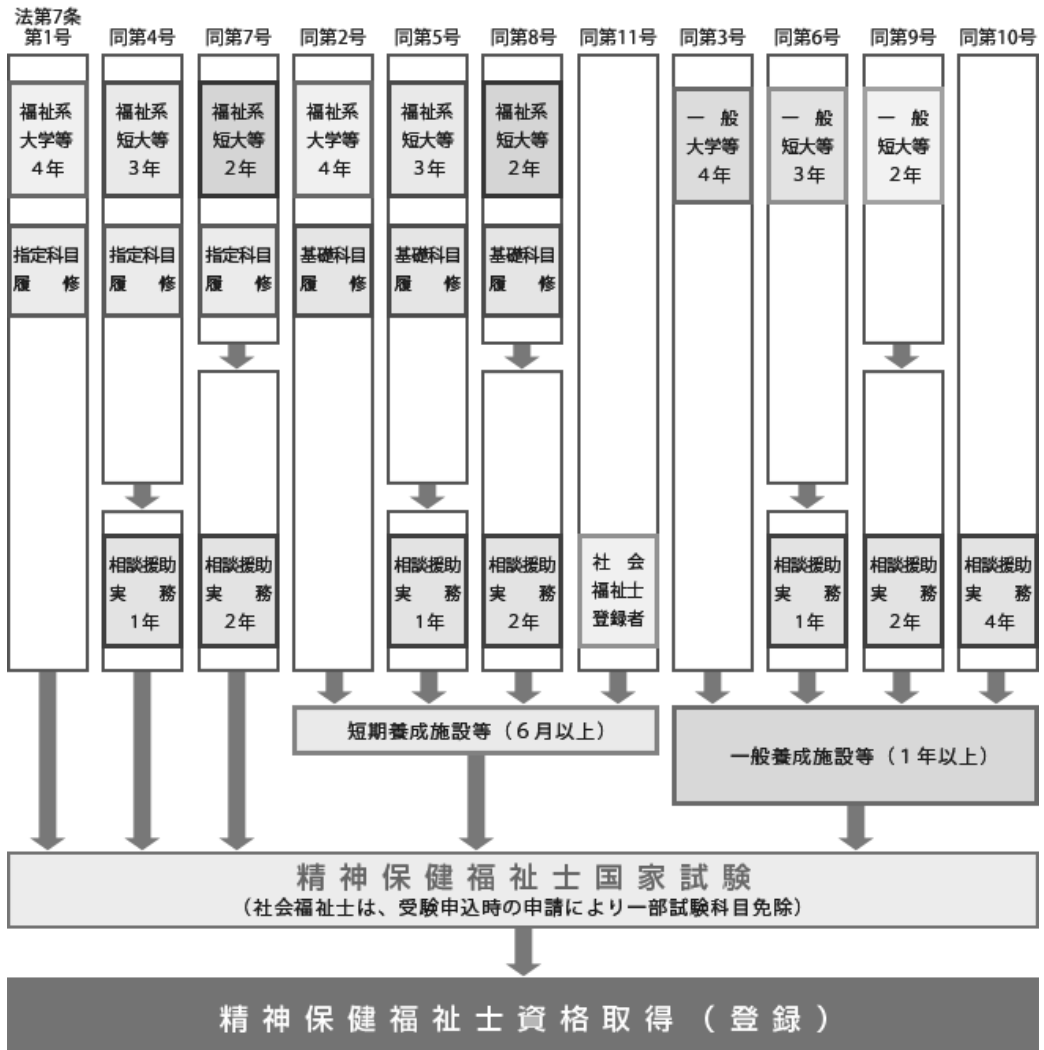 法第7条
第1号 同第4号 同第7号 同第2号 同第5号 同第8号 同第11号 同第3号 同第6号 同第9号 同第10号
福祉系
大学等
4年
福祉系
短大等
3年
福祉系
短大等
2年
福祉系
大学等
4年
福祉系
短大等
3年
福祉系
短大等
2年
一般
大学等
4年
一般
短大等
3年
一般
短大等
2年
指定科目
履修
指定科目
履修
指定科目
履修
基礎科目
履修
基礎科目
履修
基礎科目
履修
相談援助
実務
1年
相談援助
実務
2年
相談援助
実務
1年
相談援助
実務
2年
社会
福祉士
登録者
相談援助
実務
1年
相談援助
実務
2年
相談援助
実務
4年
短期養成施設等（6月以上）
一般養成施設等（1年以上）
精神保健福祉士国家試験
（社会福祉士は、受験申込時の申請により一部試験科目免除）
精神保健福祉士資格取得（登録）